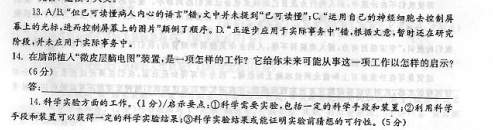 13. A/B. "但已可读懂病人内心的语言"错,文中并未提到"已可读懂";C. "运用自己的神经细胞去控制屏
幕上的光标,进而控制屏幕上的图片"颠倒了顺序。D. "正逐步应用于实际事务中"错,根据文意,暂时还在研究
阶段,并未应用于实际事务中。
14. 在脑部植入"微皮层脑电图"装置,是一项怎样的工作?它给你未来可能从事这一项工作以怎样的启示?
(6分)
答:
14. 科学实验方面的工作。(1分)/启示要点:①科学需要实验,包括一定的科学手段和装置;②利用科学
手段和装置可以获得一定的科学实验结果;③科学实验结果或能证明实验前猜想的可行性。(5分)